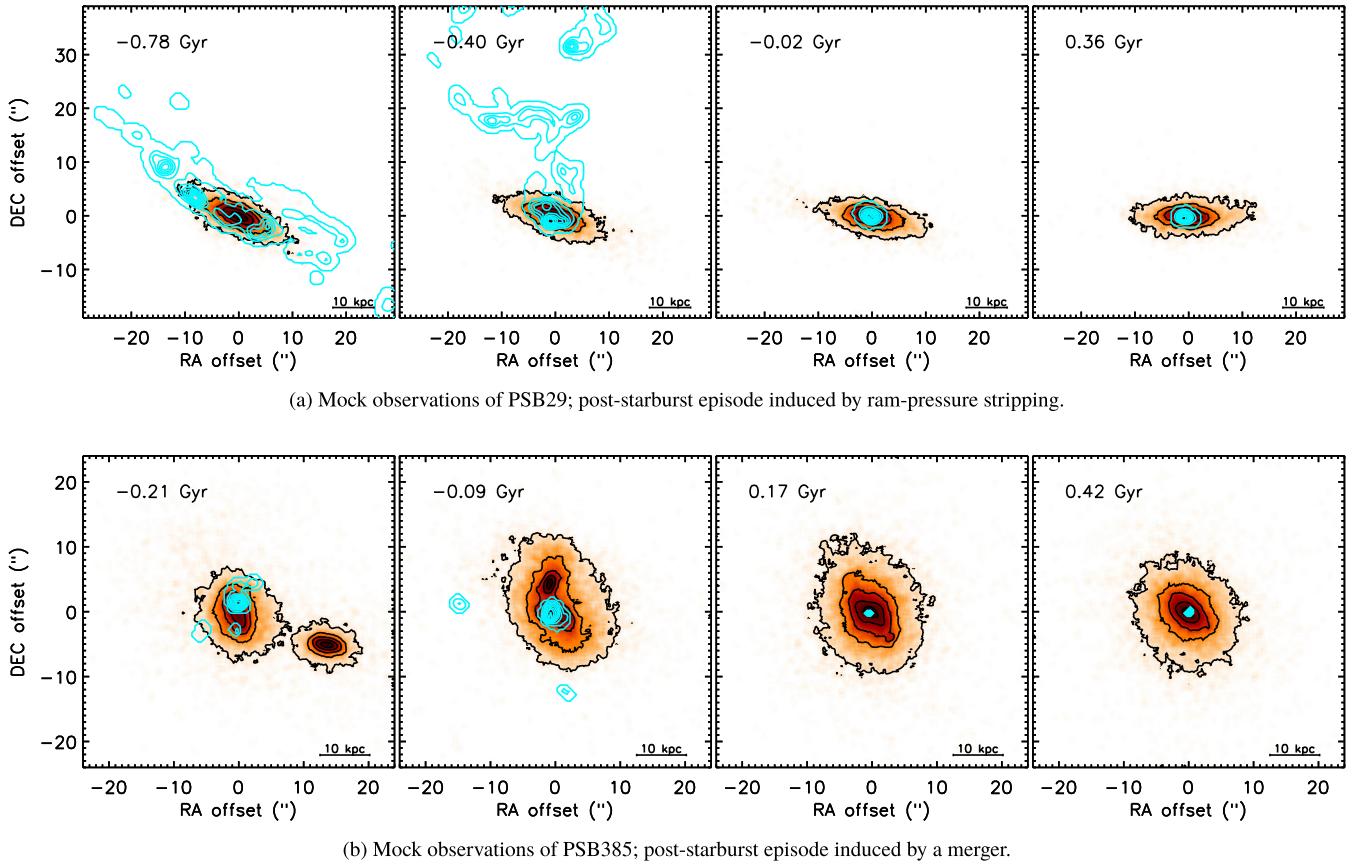 −0.78 Gyr
−0.40 Gyr
−0.02 Gyr
0.36 Gyr
DEC offset (")
30
20
10
0
−10
10 kpc
10 kpc
10 kpc
10 kpc
−20 −10 0 10 20
−20 −10 0 10 20
−20 −10 0 10 20
−20 −10 0 10 20
RA offset (")
RA offset (")
RA offset (")
RA offset (")
(a) Mock observations of PSB29; post-starburst episode induced by ram-pressure stripping.
−0.21 Gyr
−0.09 Gyr
0.17 Gyr
0.42 Gyr
DEC offset (")
20
10
0
−10
−20
10 kpc
10 kpc
10 kpc
10 kpc
−20 −10 0 10 20
−20 −10 0 10 20
−20 −10 0 10 20
−20 −10 0 10 20
RA offset (")
RA offset (")
RA offset (")
RA offset (")
(b) Mock observations of PSB385; post-starburst episode induced by a merger.